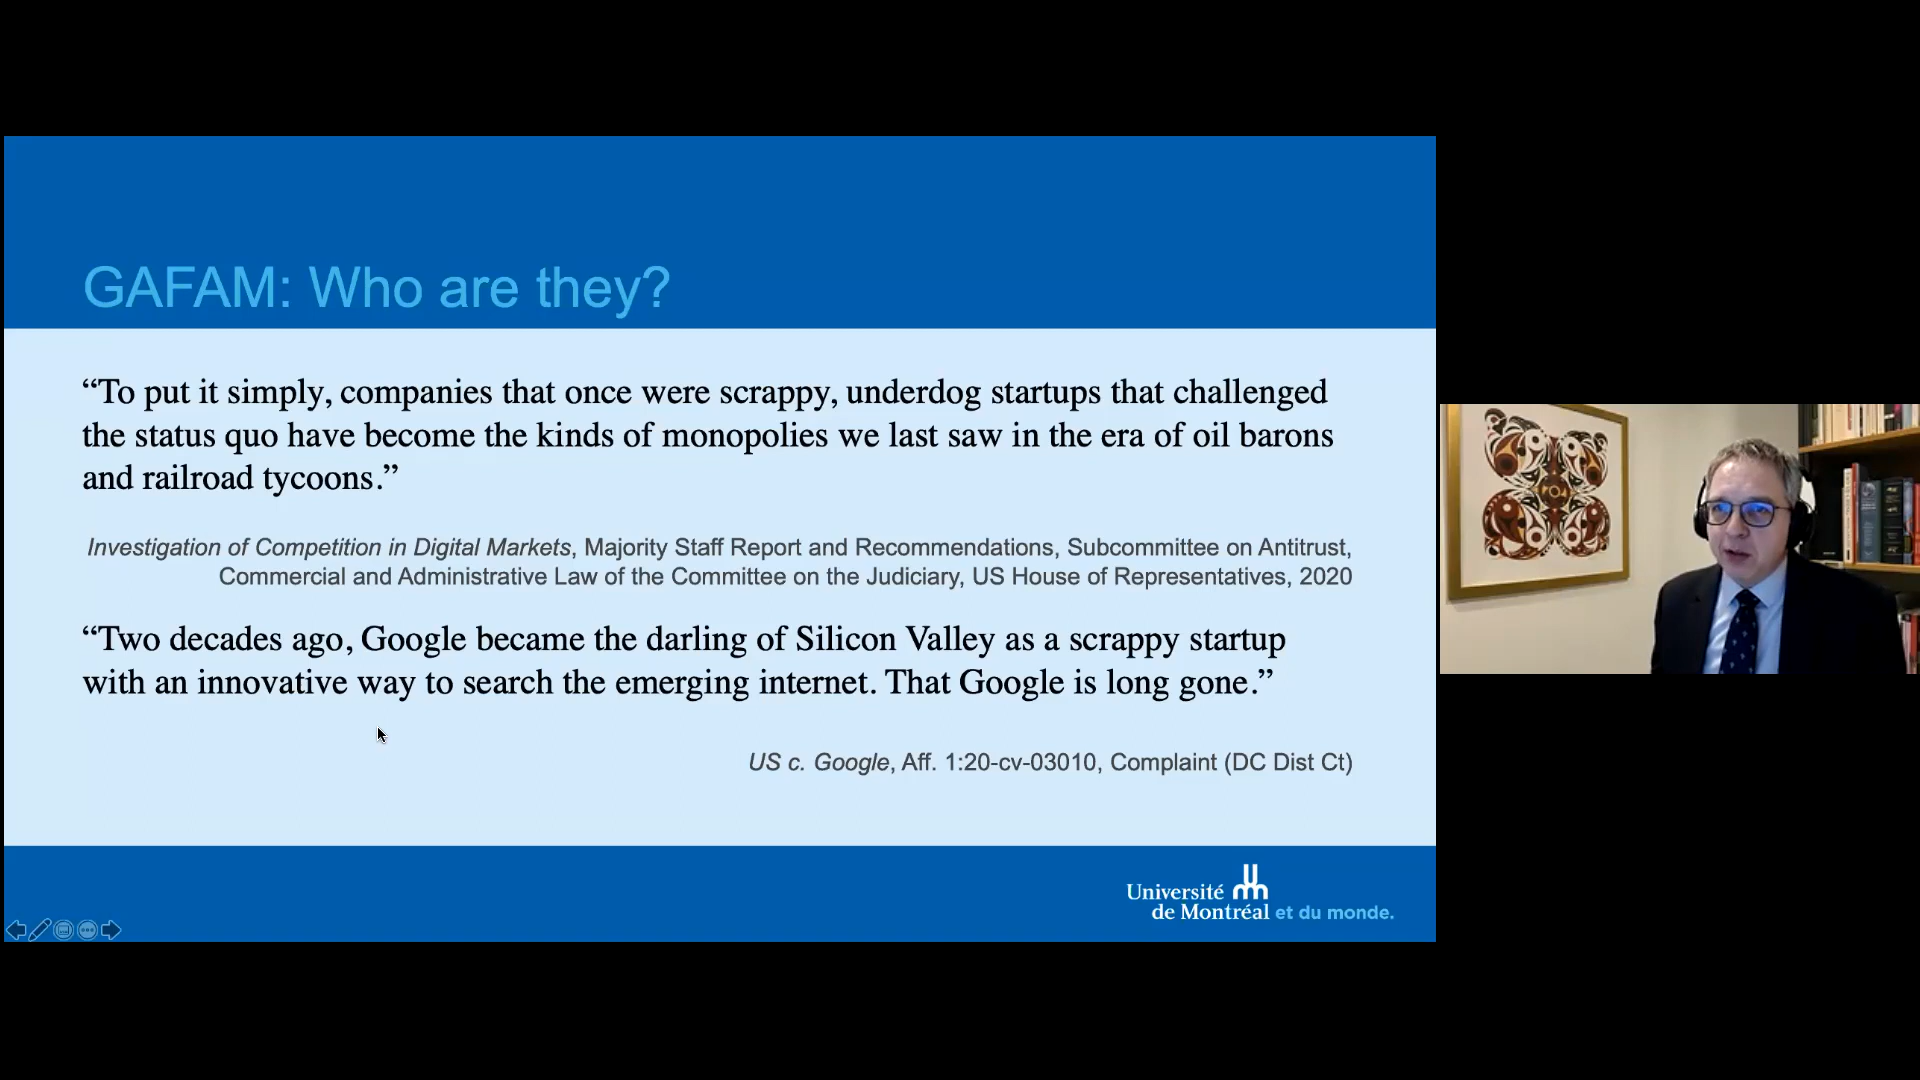 GAFAM: Who are they?
“To put it simply, companies that once were scrappy, underdog startups that challenged
the status quo have become the kinds of monopolies we last saw in the era of oil barons
and railroad tycoons.”
Investigation of Competition in Digital Markets, Majority Staff Report and Recommendations, Subcommittee on Antitrust,
Commercial and Administrative Law of the Committee on the Judiciary, US House of Representatives, 2020
“Two decades ago, Google became the darling of Silicon Valley as a scrappy startup
with an innovative way to search the emerging internet. That Google is long gone.”
US c. Google, Aff. 1:20-cv-03010, Complaint (DC Dist Ct)
Université
de Montréal et du monde.